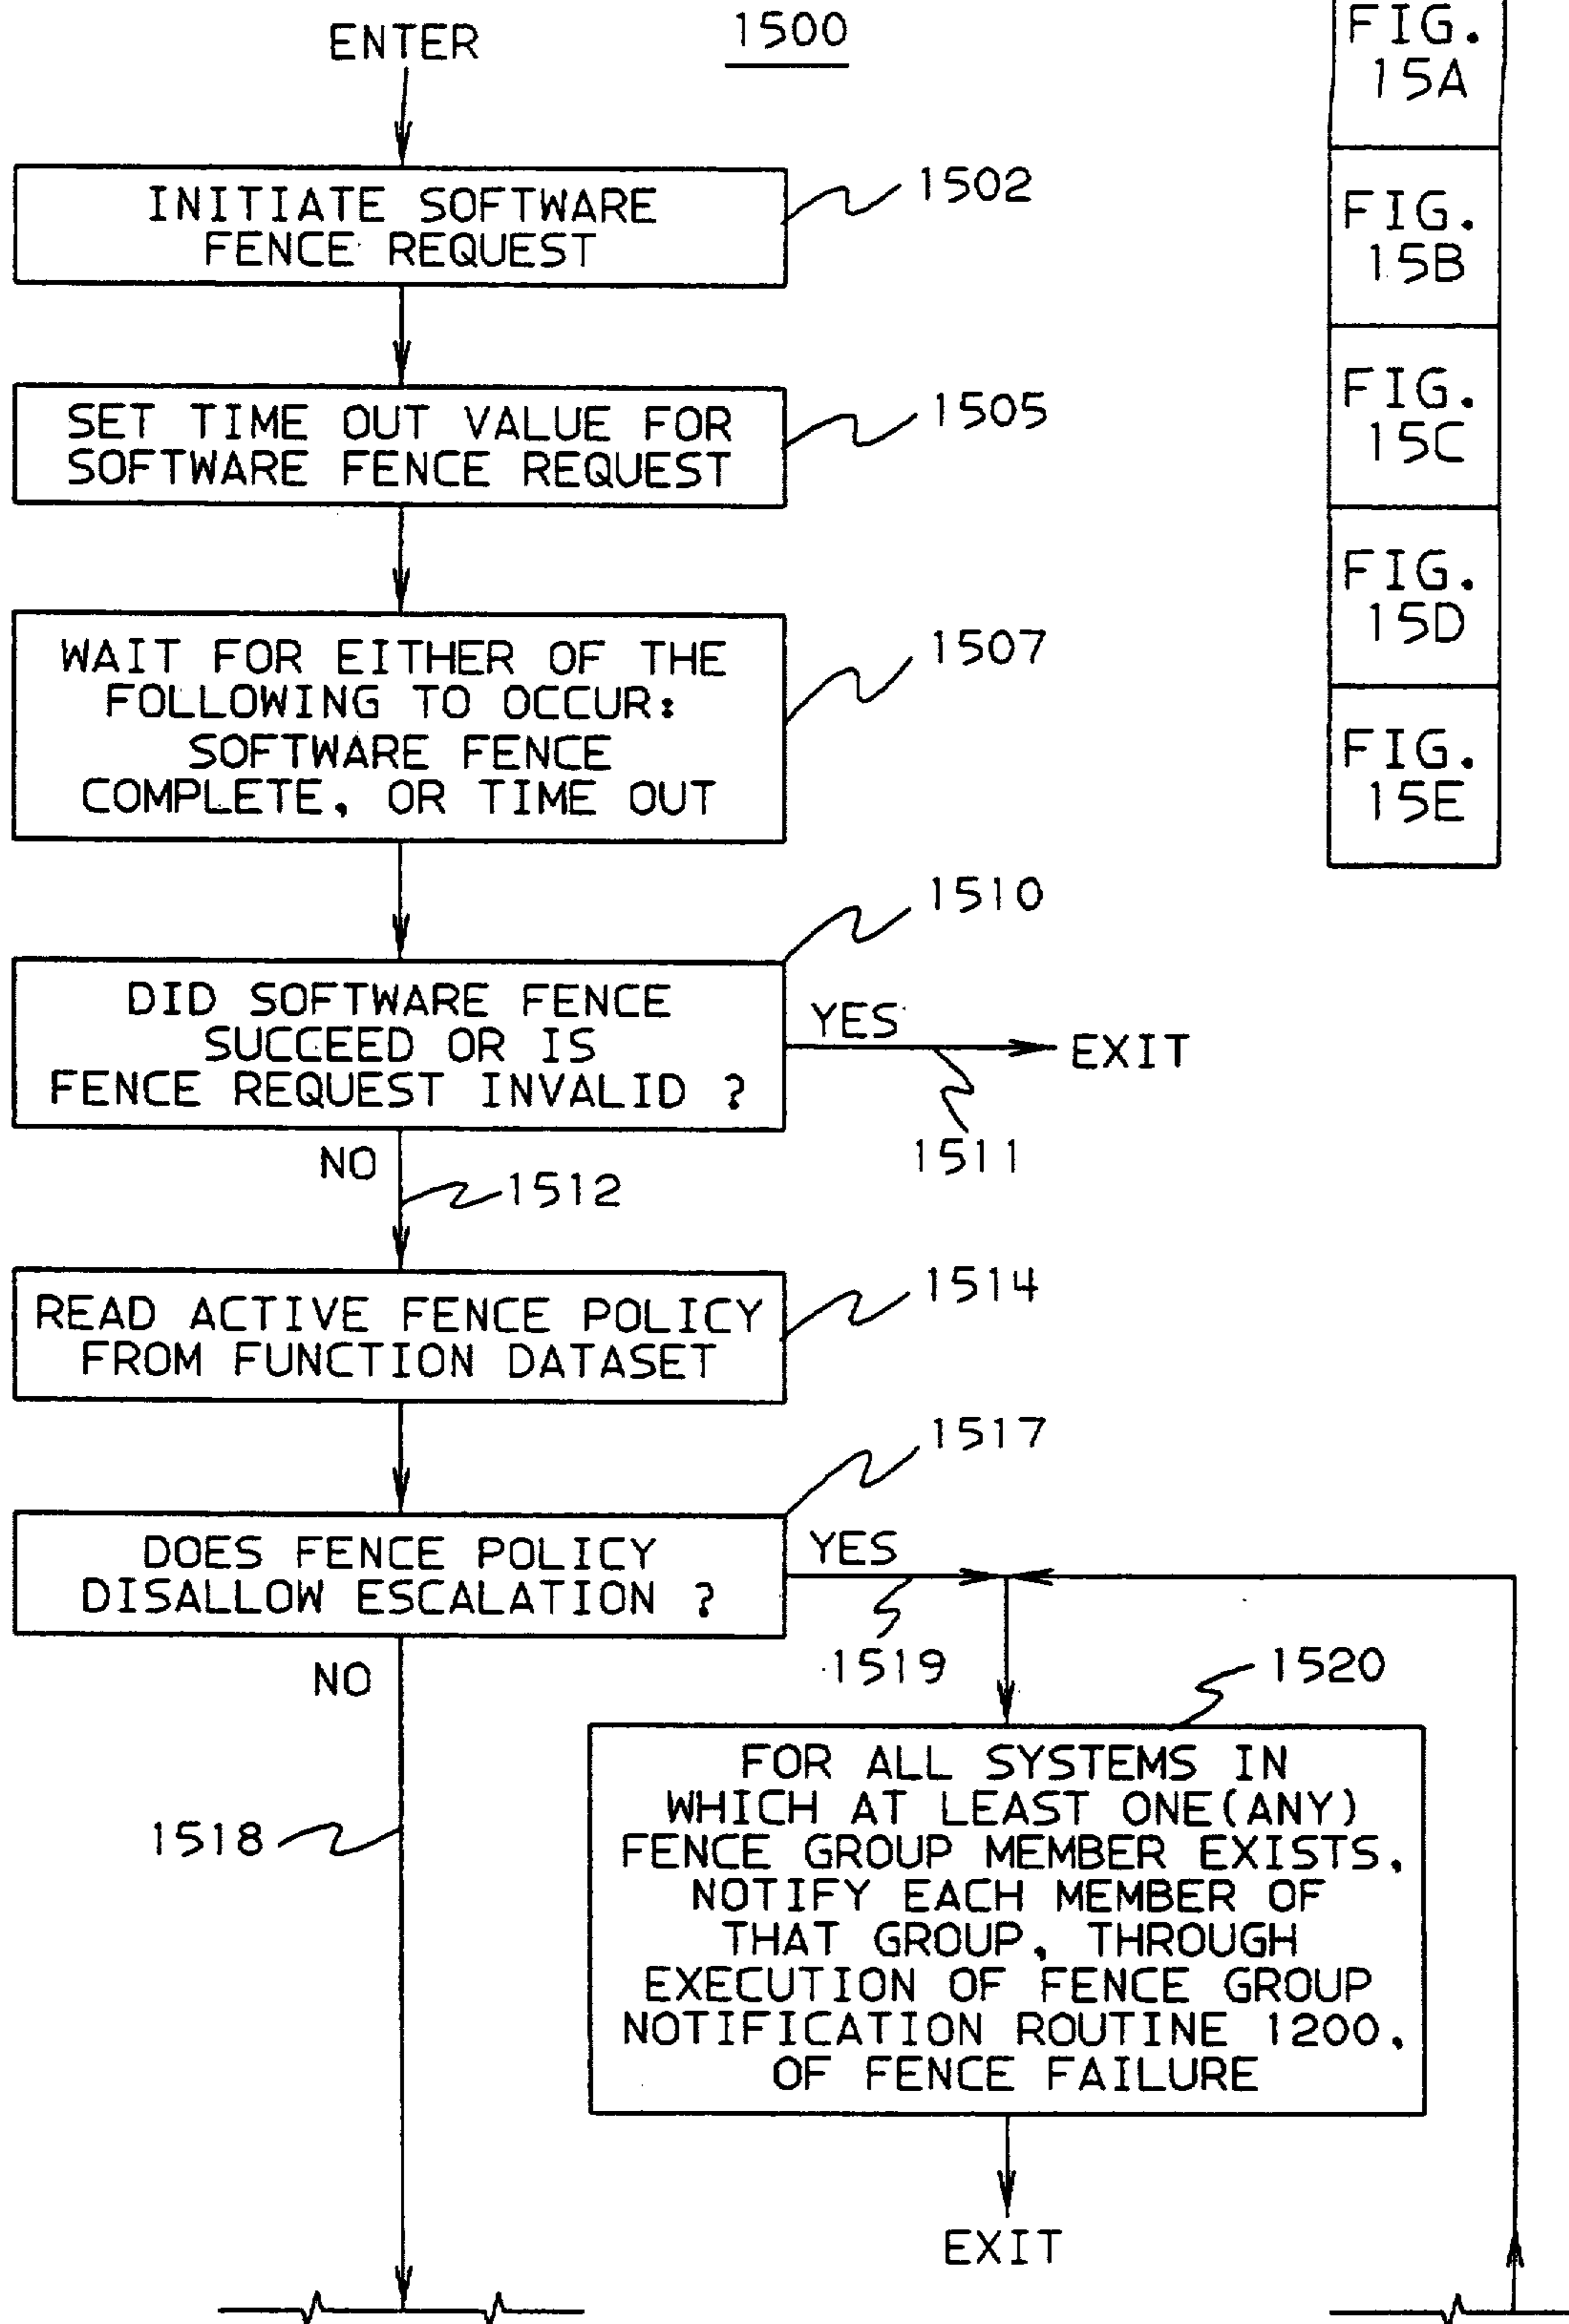 ENTER
1500
INITIATE SOFTWARE
FENCE REQUEST
1502
SET TIME OUT VALUE FOR
SOFTWARE FENCE REQUEST
1505
WAIT FOR EITHER OF THE
FOLLOWING TO OCCUR:
SOFTWARE FENCE
COMPLETE, OR TIME OUT
1507
DID SOFTWARE FENCE
SUCCEED OR IS
FENCE REQUEST INVALID ?
1510
YES
EXIT
1511
NO
1512
READ ACTIVE FENCE POLICY
FROM FUNCTION DATASET
1514
DOES FENCE POLICY
DISALLOW ESCALATION ?
1517
YES
1519
NO
1518
1520
FOR ALL SYSTEMS IN
WHICH AT LEAST ONE(ANY)
FENCE GROUP MEMBER EXISTS,
NOTIFY EACH MEMBER OF
THAT GROUP, THROUGH
EXECUTION OF FENCE GROUP
NOTIFICATION ROUTINE 1200,
OF FENCE FAILURE
EXIT
FIG.
15A
FIG.
15B
FIG.
15C
FIG.
15D
FIG.
15E